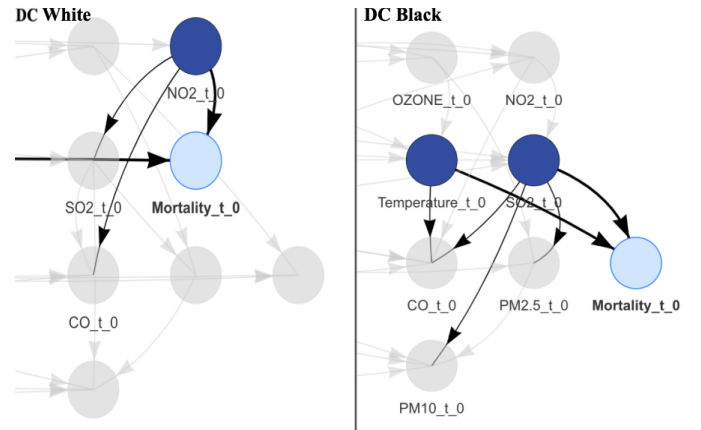 DC White
NO2_t_0
SO2_t_0
Mortality_t_0
CO_t_0
DC Black
OZONE_t_0
NO2_t_0
Temperature_t_0
SO2_t_0
CO_t_0
PM2.5_t_0
Mortality_t_0
PM10_t_0